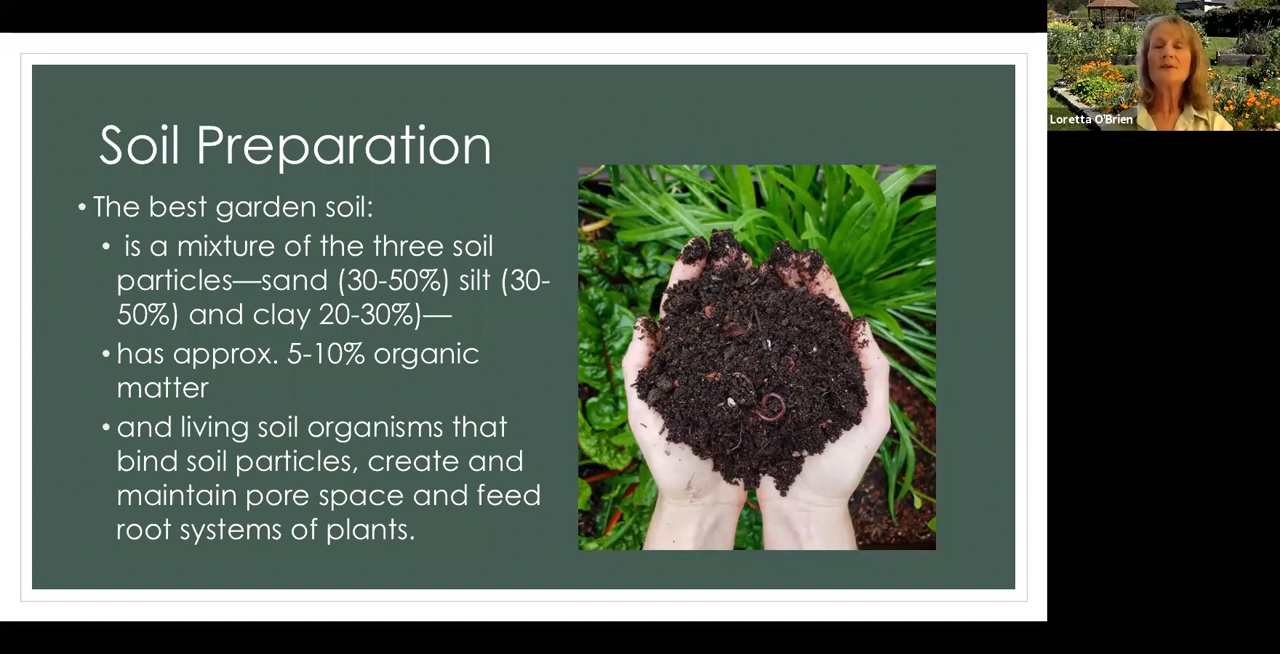 Soil Preparation
• The best garden soil:
• is a mixture of the three soil
particles—sand (30-50%) silt (30-
50%) and clay 20-30%)—
• has approx. 5-10% organic
matter
• and living soil organisms that
bind soil particles, create and
maintain pore space and feed
root systems of plants.
Loretta O'Brien